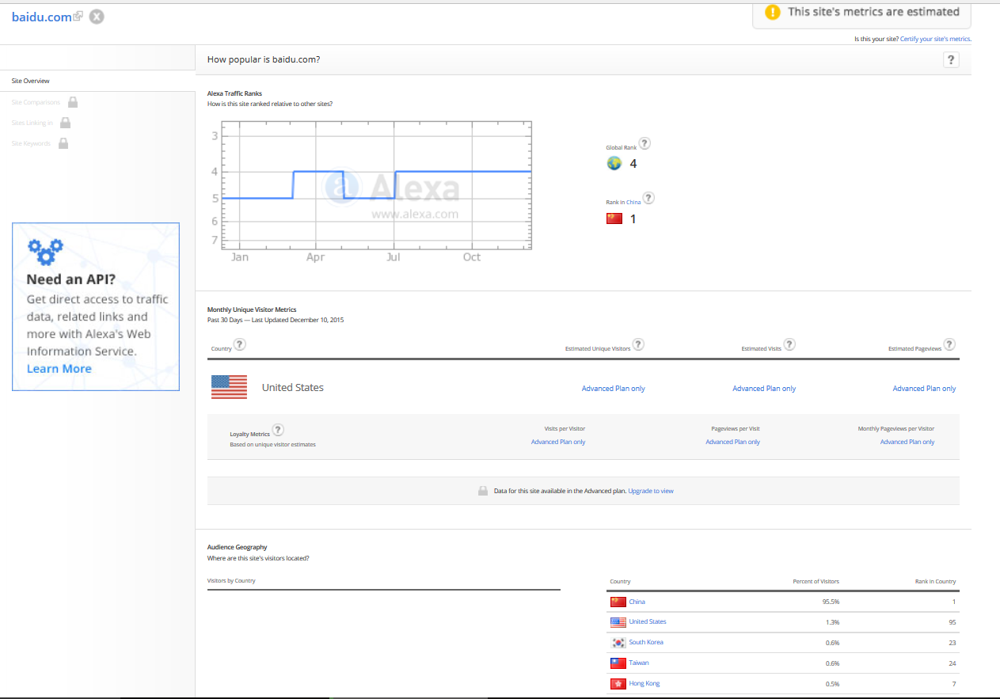 baidu.com
This site's metrics are estimated
Is this your site? Certify your site's metrics.
How popular is baidu.com?
?
Site Overview
Site Comparisons
Sites Linking In
Site Keywords
Need an API?
Get direct access to traffic
data, related links and
more with Alexa's Web
Information Service.
Learn More
Alexa Traffic Ranks
How is this site ranked relative to other sites?
3
4
5
6
7
Jan Apr Jul Oct
a Alexa
www.alexa.com
Global Rank ?
4
Rank in China ?
1
Monthly Unique Visitor Metrics
Past 30 Days — Last Updated December 10, 2015
Country ? Estimated Unique Visitors ? Estimated Visits ? Estimated Pageviews ?
United States Advanced Plan only Advanced Plan only Advanced Plan only
Loyalty Metrics ? Visits per Visitor Pageviews per Visit Monthly Pageviews per Visitor
Based on unique visitor estimates Advanced Plan only Advanced Plan only Advanced Plan only
Data for this site available in the Advanced plan. Upgrade to view
Audience Geography
Where are this site's visitors located?
Visitors by Country
Country Percent of Visitors Rank in Country
China 95.5% 1
United States 1.3% 95
South Korea 0.6% 23
Taiwan 0.6% 24
Hong Kong 0.5% 7